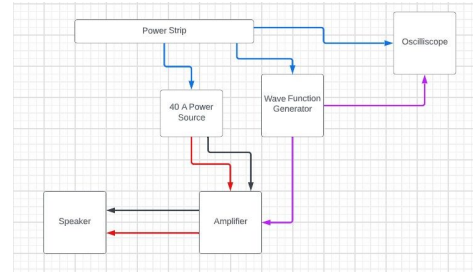 Power Strip
Oscilliscope
40 A Power
Source
Wave Function
Generator
Speaker
Amplifier